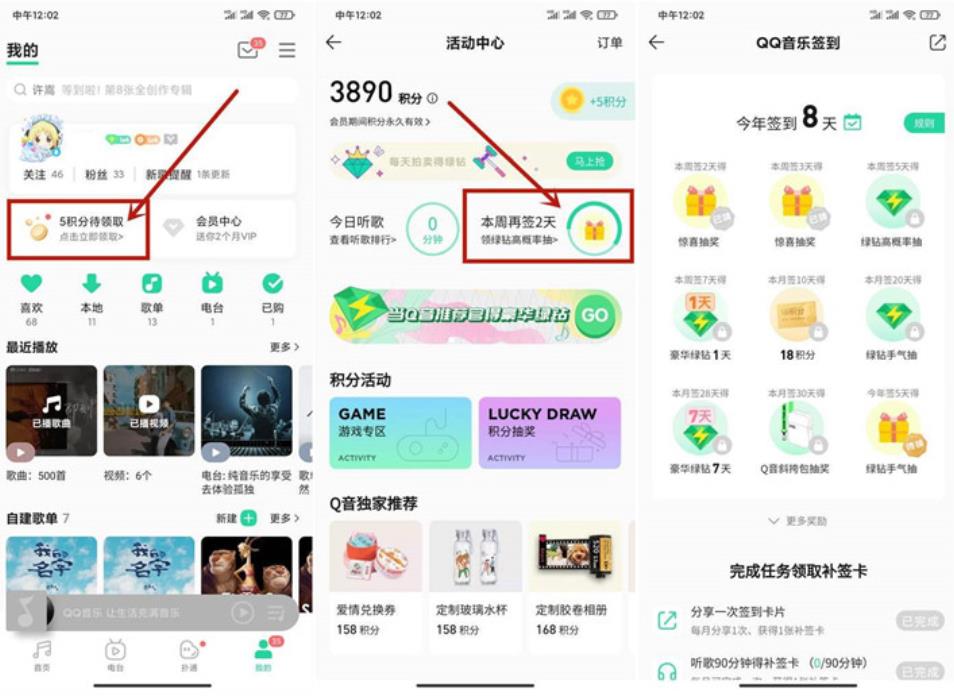 中午12:02
77
我的
35
许嵩 等到啦！第8张全创作专辑
关注 46
粉丝 33
新歌提醒 1条更新
5积分待领取
点击立即领取>
会员中心
送你2个月VIP
喜欢
68
本地
11
歌单
13
电台
1
已购
1
最近播放
更多>
已播歌曲
已播视频
歌曲：500首
视频：6个
电台: 纯音乐的享受
去体验孤独
自建歌单 7
新建
更多>
我的名字
我的名字
QQ音乐 让生活充满音乐
首页
电台
扑通
我的
35
中午12:02
77
活动中心
订单
3890 积分
会员期间积分永久有效>
+5积分
每天拍卖得绿钻
马上抢
今日听歌
查看听歌排行>
0
分钟
本周再签2天
领绿钻高概率抽>
当Q音推荐官得豪华绿钻
GO
积分活动
GAME
游戏专区
ACTIVITY
LUCKY DRAW
积分抽奖
ACTIVITY
Q音独家推荐
爱情兑换券
158 积分
定制玻璃水杯
158 积分
定制胶卷相册
168 积分
中午12:02
77
QQ音乐签到
今年签到 8 天
规则
本周签2天得
已领
惊喜抽奖
本周签3天得
已领
惊喜抽奖
本周签5天得
绿钻高概率抽
本周签7天得
1天
豪华绿钻 1天
本月签10天得
18积分
本月签20天得
绿钻手气抽
本月签28天得
7天
豪华绿钻 7天
本月签30天得
Q音斜挎包抽奖
今年签5天得
待抽
绿钻手气抽
更多奖励
完成任务领取补签卡
分享一次签到卡片
每月分享1次、获得1张补签卡
已完成
听歌90分钟得补签卡（0/90分钟）
已完成